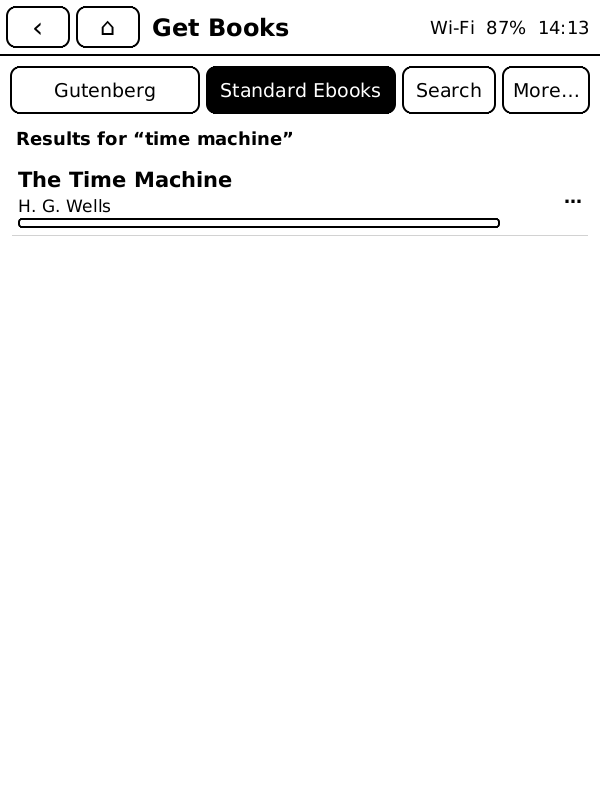 ‹ ⌂ Get Books Wi-Fi 87% 14:13
Gutenberg Standard Ebooks Search More…
Results for “time machine”
The Time Machine
H. G. Wells
…